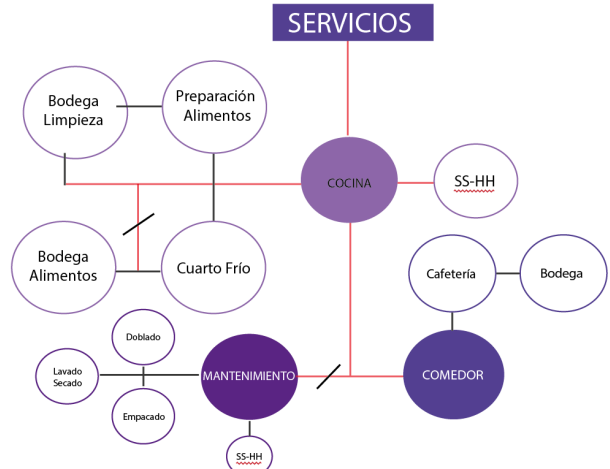 SERVICIOS
Bodega
Limpieza
Preparación
Alimentos
COCINA
SS-HH
Bodega
Alimentos
Cuarto Frío
Cafetería
Bodega
Doblado
Lavado
Secado
MANTENIMIENTO
COMEDOR
Empacado
SS-HH